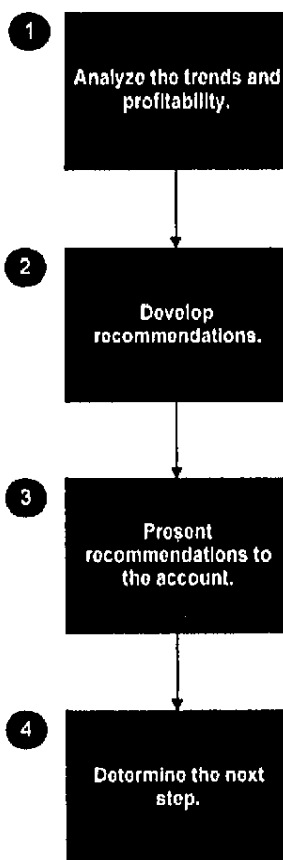 1
Analyze the trends and
profitability.
2
Develop
recommendations.
3
Present
recommendations to
the account.
4
Determine the next
step.